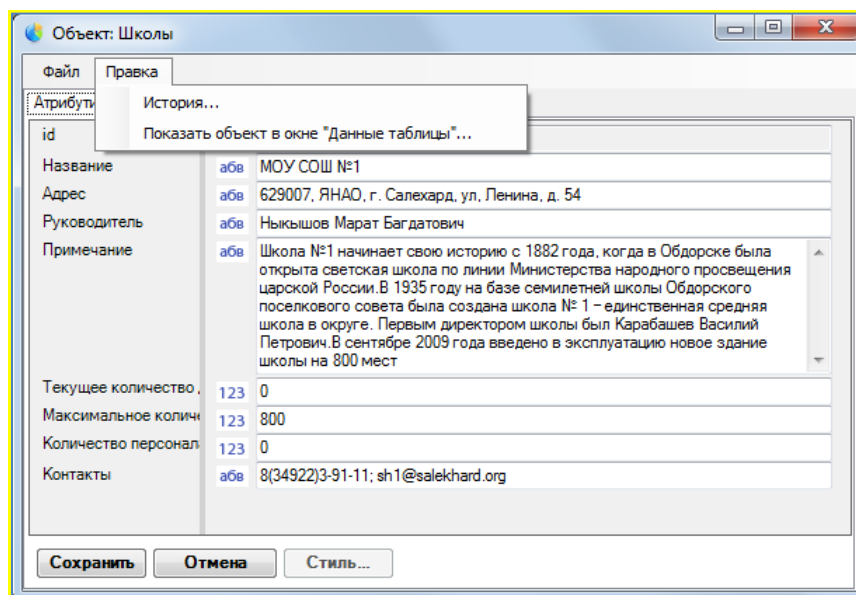 Объект: Школы
Файл Правка
Атрибути
История...
Показать объект в окне "Данные таблицы"...
id
Название абв МОУ СОШ №1
Адрес абв 629007, ЯНАО, г. Салехард, ул, Ленина, д. 54
Руководитель абв Ныкышов Марат Багдатович
Примечание абв Школа №1 начинает свою историю с 1882 года, когда в Обдорске была
открыта светская школа по линии Министерства народного просвещения
царской России.В 1935 году на базе семилетней школы Обдорского
поселкового совета была создана школа № 1 – единственная средняя
школа в округе. Первым директором школы был Карабашев Василий
Петрович.В сентябре 2009 года введено в эксплуатацию новое здание
школы на 800 мест
Текущее количество 123 0
Максимальное количе 123 800
Количество персонал 123 0
Контакты абв 8(34922)3-91-11; sh1@salekhard.org
Сохранить Отмена Стиль...